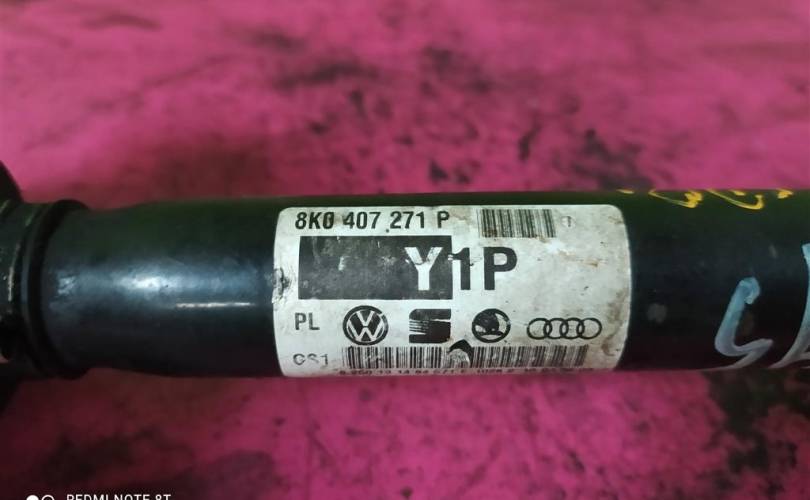 8K0 407 271 P
Y1P
PL
GS1
REDMI NOTE 8T